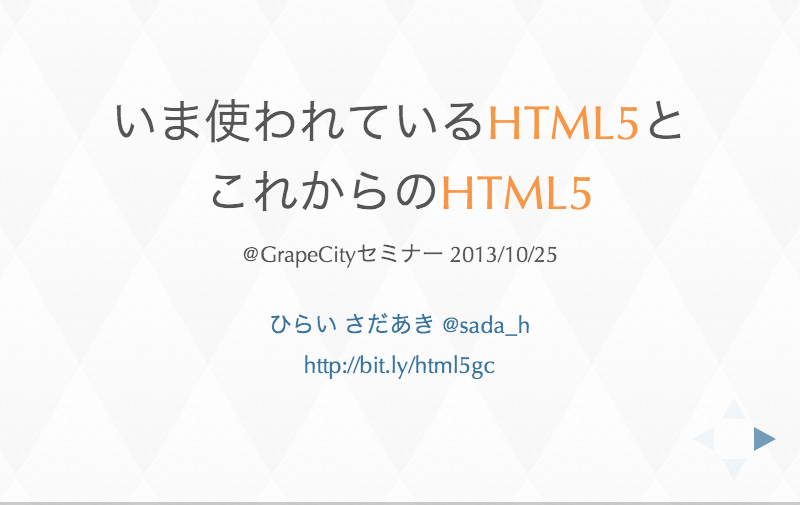 いま使われているHTML5と
これからのHTML5
@GrapeCityセミナー 2013/10/25
ひらい さだあき @sada_h
http://bit.ly/html5gc